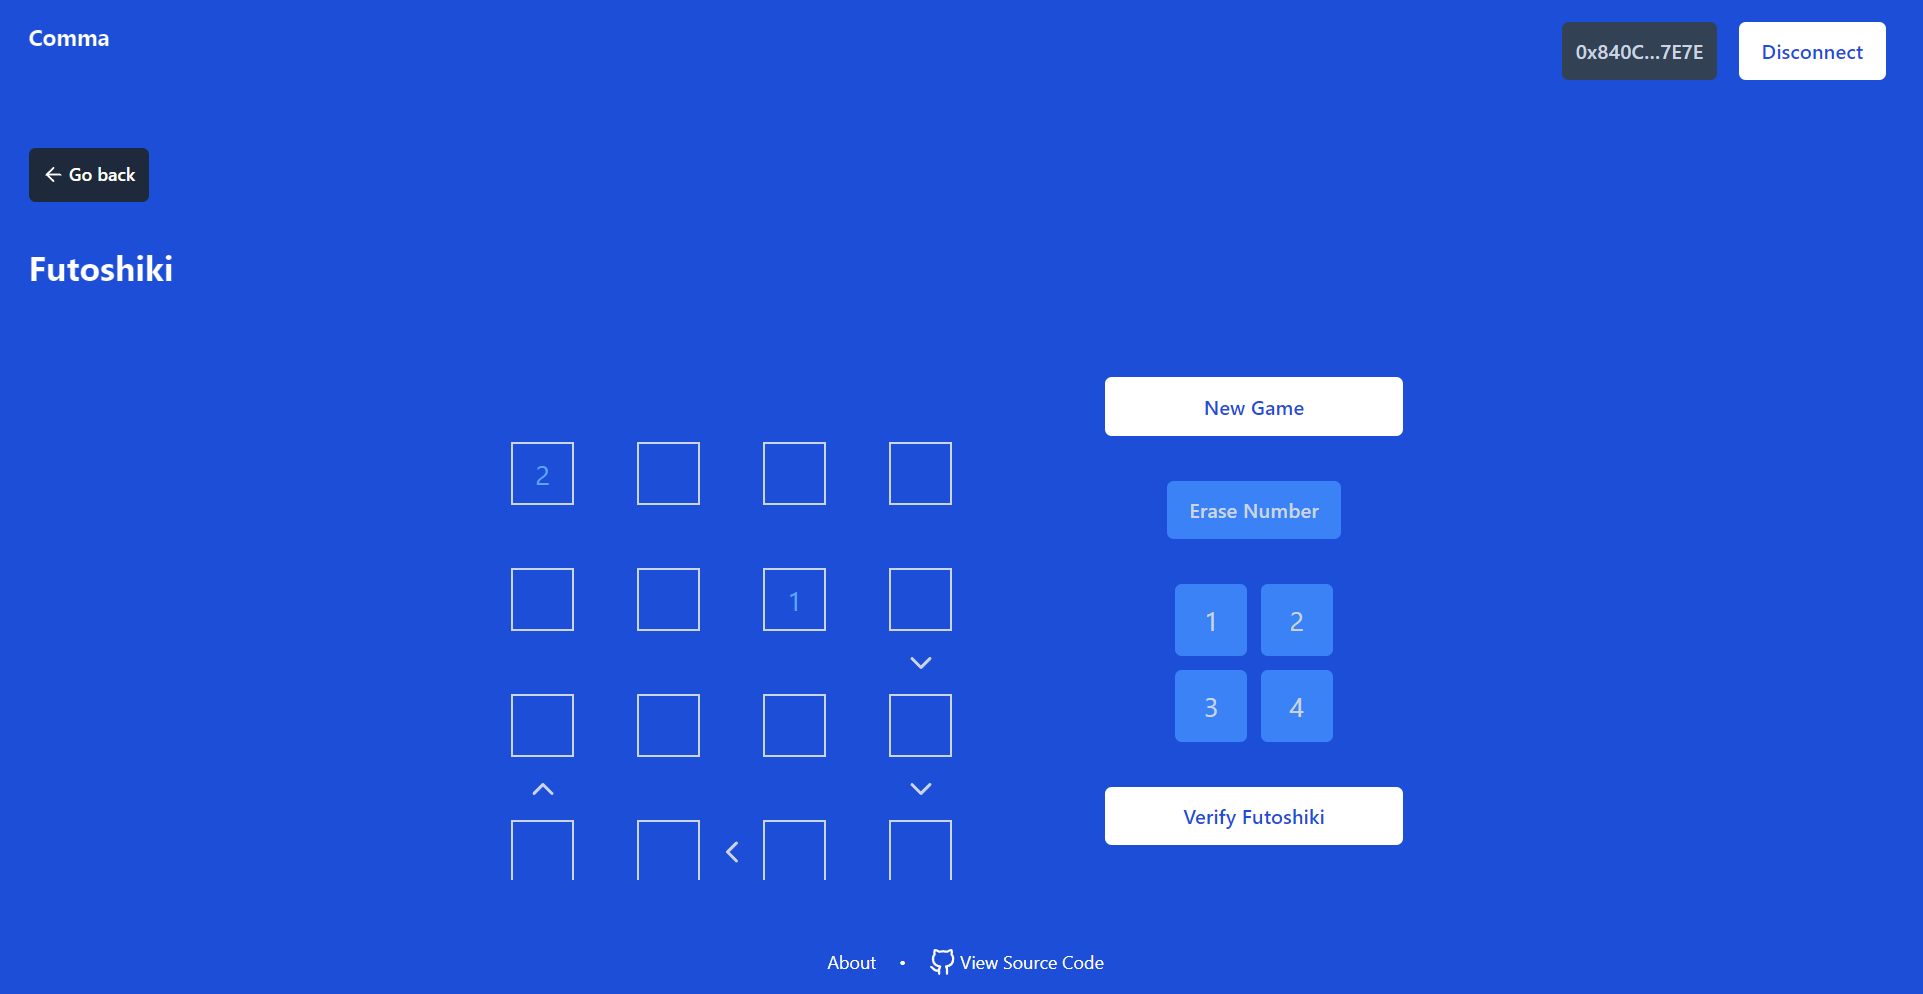 Comma
0x840C...7E7E
Disconnect
Go back
Futoshiki
New Game
2
Erase Number
1
1 2
3 4
Verify Futoshiki
About • View Source Code